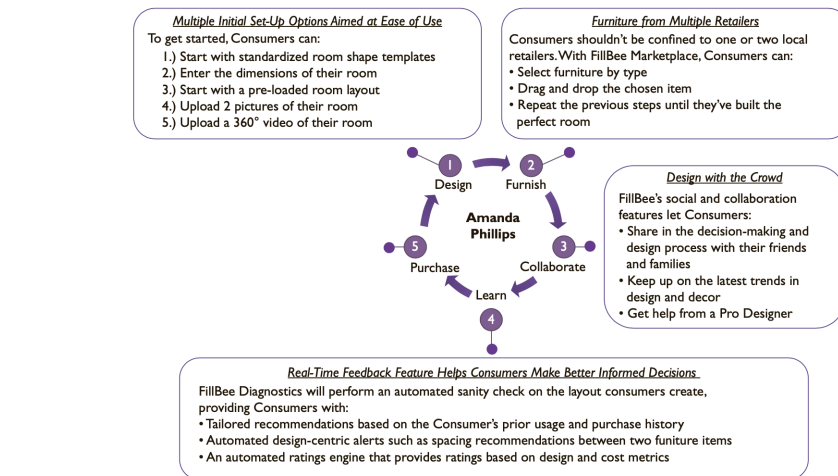 Multiple Initial Set-Up Options Aimed at Ease of Use
To get started, Consumers can:
1.) Start with standardized room shape templates
2.) Enter the dimensions of their room
3.) Start with a pre-loaded room layout
4.) Upload 2 pictures of their room
5.) Upload a 360° video of their room
Furniture from Multiple Retailers
Consumers shouldn't be confined to one or two local
retailers. With FillBee Marketplace, Consumers can:
• Select furniture by type
• Drag and drop the chosen item
• Repeat the previous steps until they've built the
perfect room
1
Design
2
Furnish
Amanda
Phillips
3
Collaborate
Learn
4
5
Purchase
Design with the Crowd
FillBee's social and collaboration
features let Consumers:
• Share in the decision-making and
design process with their friends
and families
• Keep up on the latest trends in
design and decor
• Get help from a Pro Designer
Real-Time Feedback Feature Helps Consumers Make Better Informed Decisions
FillBee Diagnostics will perform an automated sanity check on the layout consumers create,
providing Consumers with:
• Tailored recommendations based on the Consumer's prior usage and purchase history
• Automated design-centric alerts such as spacing recommendations between two funiture items
• An automated ratings engine that provides ratings based on design and cost metrics